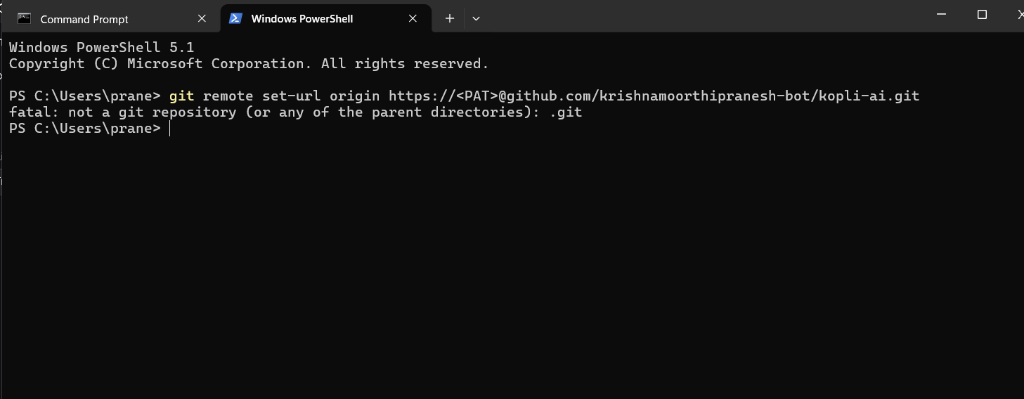 Command Prompt
Windows PowerShell
Windows PowerShell 5.1
Copyright (C) Microsoft Corporation. All rights reserved.
PS C:\Users\prane> git remote set-url origin https://<PAT>@github.com/krishnamoorthipranesh-bot/kopli-ai.git
fatal: not a git repository (or any of the parent directories): .git
PS C:\Users\prane>